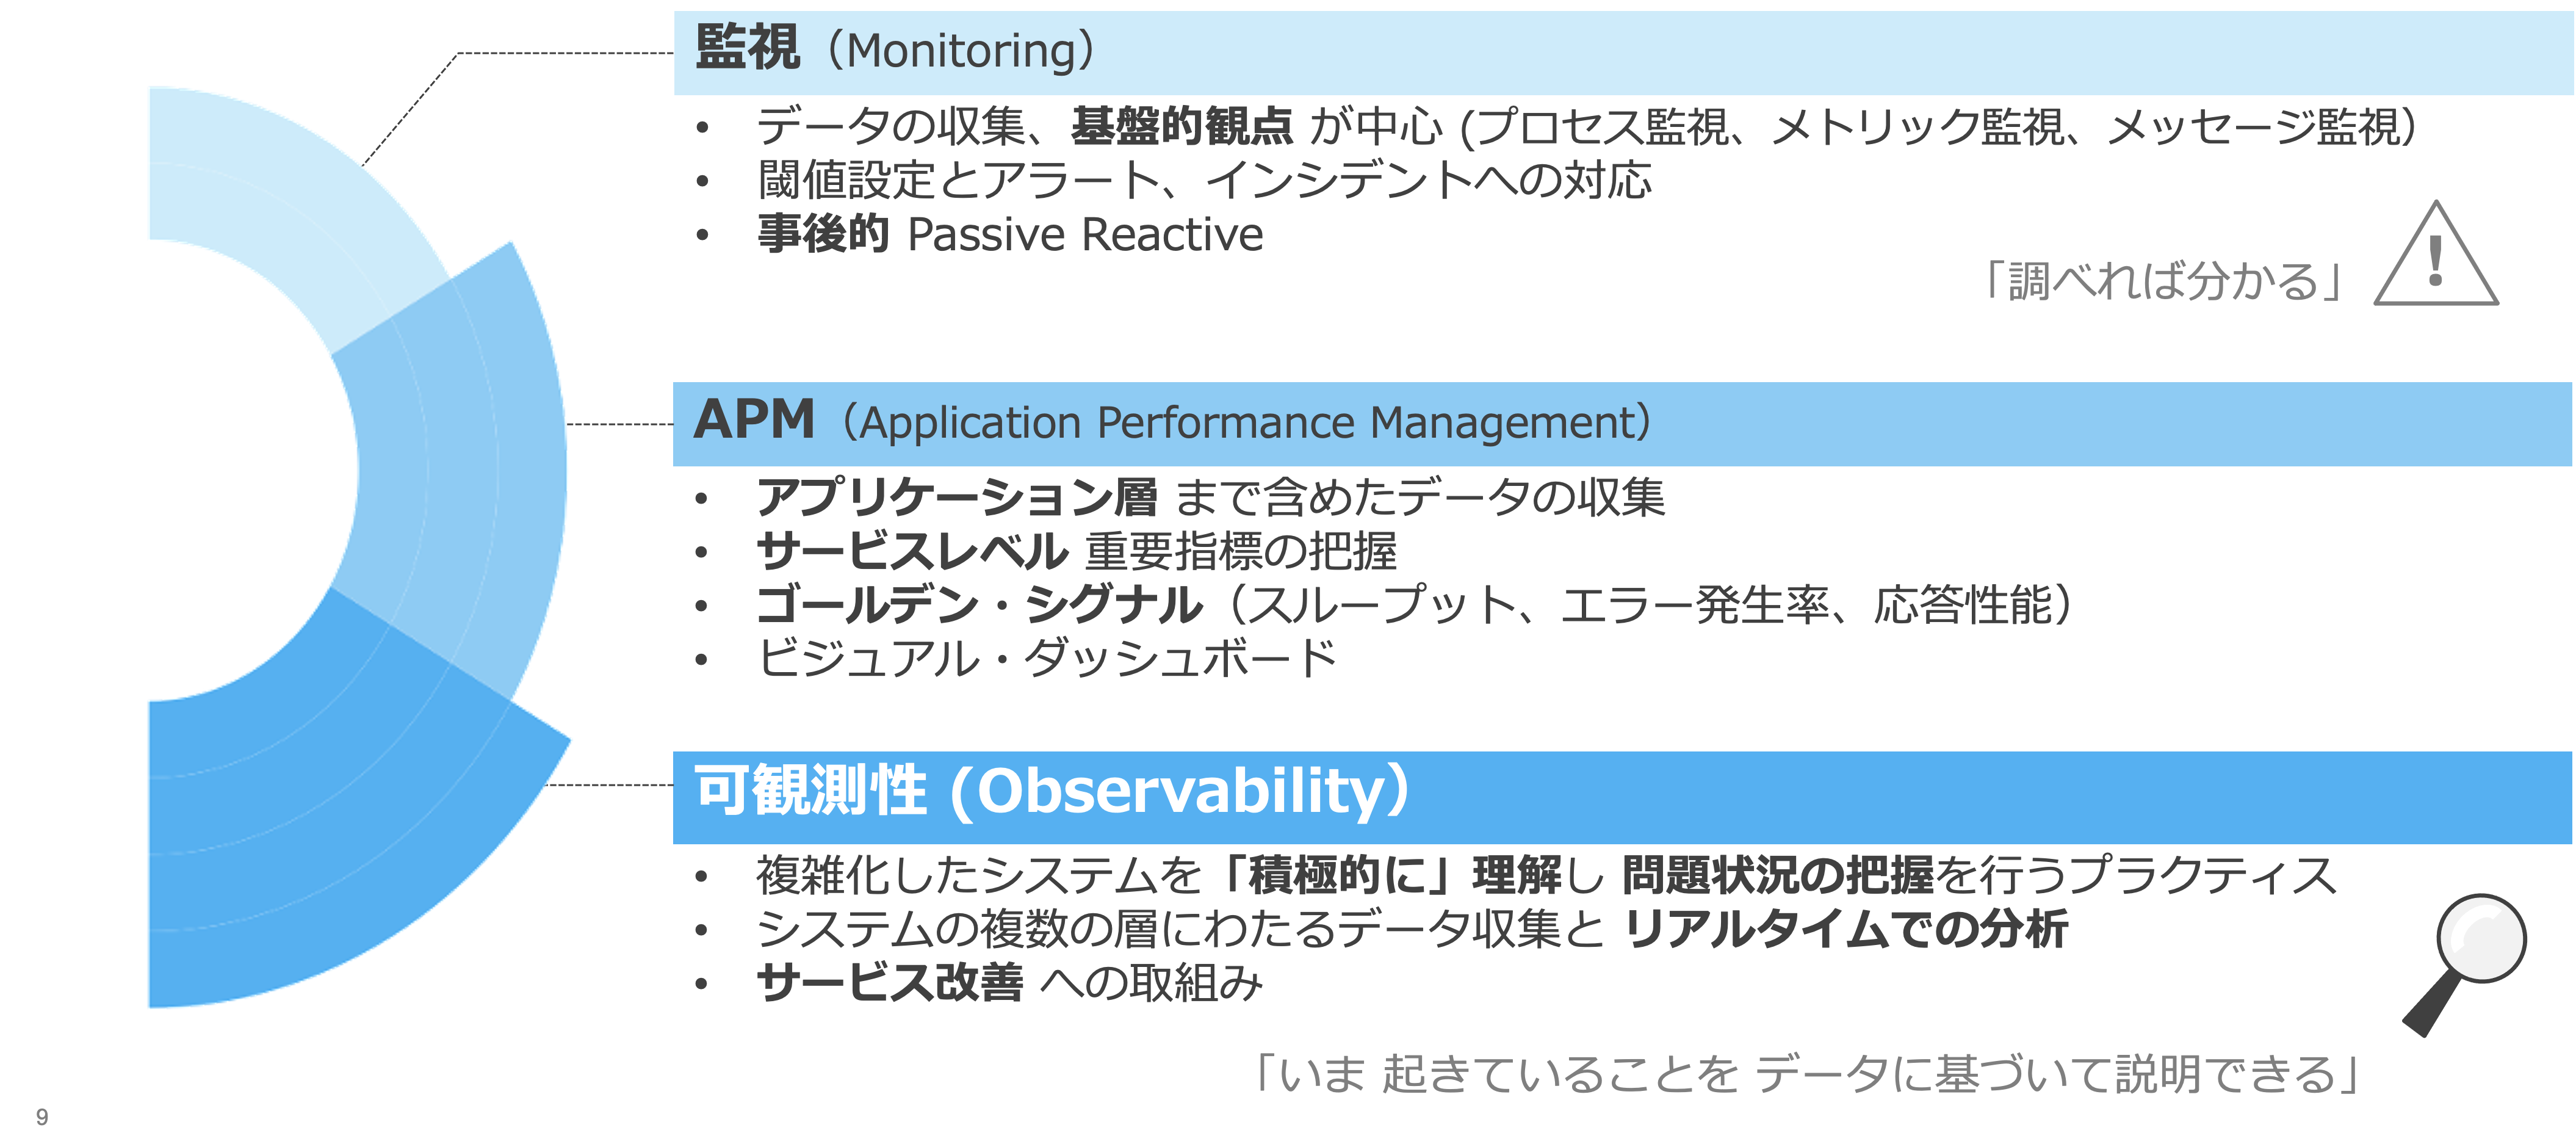 監視（Monitoring）
• データの収集、基盤的観点 が中心 (プロセス監視、メトリック監視、メッセージ監視）
• 閾値設定とアラート、インシデントへの対応
• 事後的 Passive Reactive
「調べれば分かる」
!
APM（Application Performance Management）
• アプリケーション層 まで含めたデータの収集
• サービスレベル 重要指標の把握
• ゴールデン・シグナル（スループット、エラー発生率、応答性能）
• ビジュアル・ダッシュボード
可観測性 (Observability）
• 複雑化したシステムを「積極的に」理解し 問題状況の把握を行うプラクティス
• システムの複数の層にわたるデータ収集と リアルタイムでの分析
• サービス改善 への取組み
「いま 起きていることを データに基づいて説明できる」
9